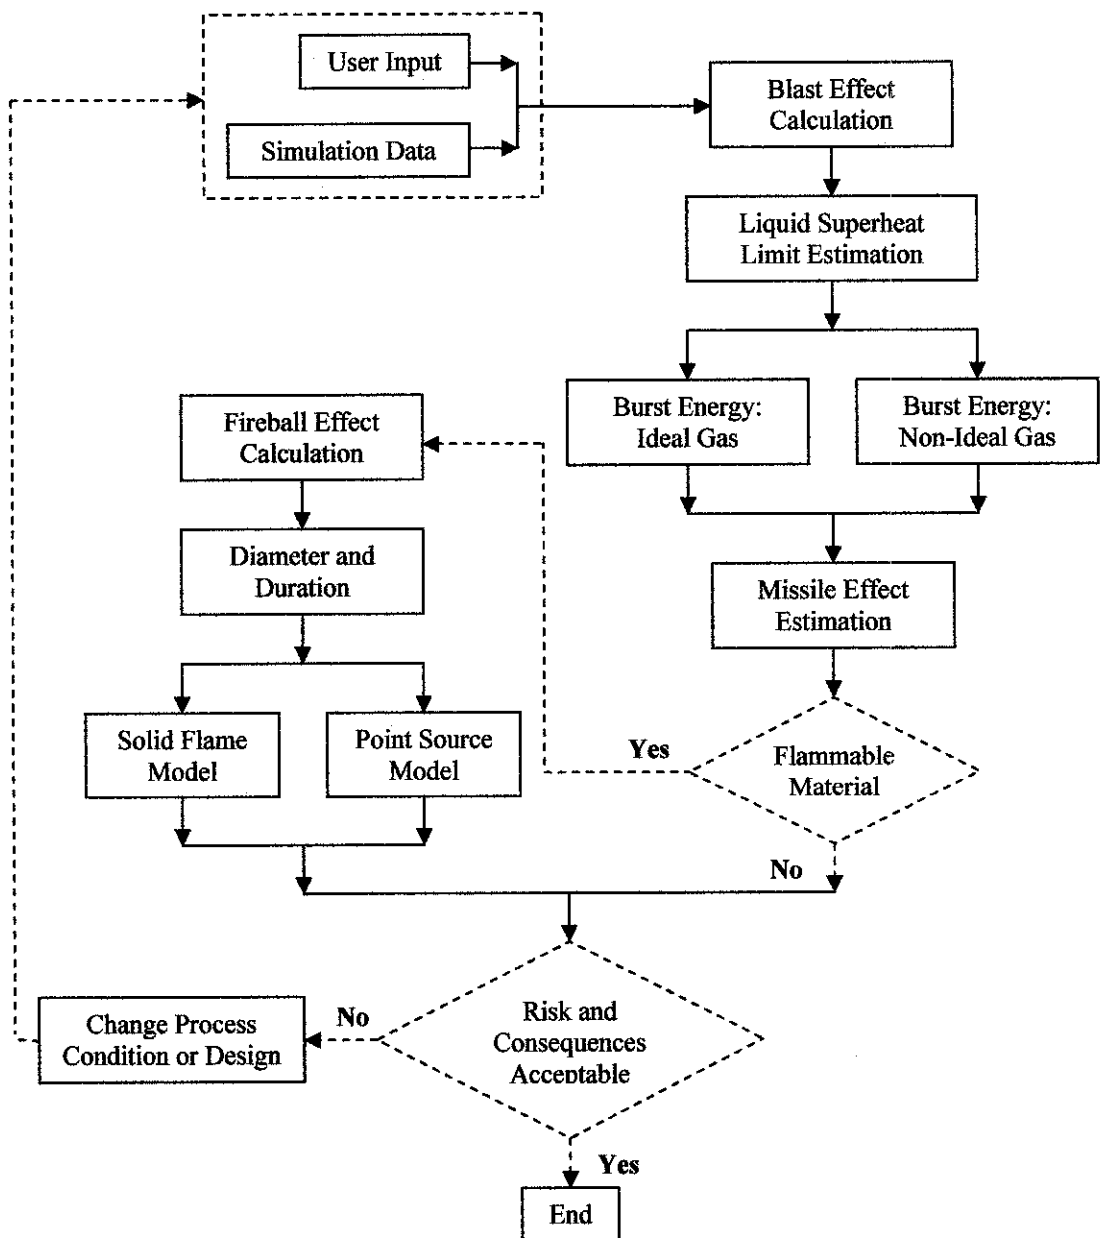 User Input
Simulation Data
Blast Effect
Calculation
Liquid Superheat
Limit Estimation
Burst Energy:
Ideal Gas
Burst Energy:
Non-Ideal Gas
Fireball Effect
Calculation
Diameter and
Duration
Missile Effect
Estimation
Solid Flame
Model
Point Source
Model
Yes
Flammable
Material
No
Change Process
Condition or Design
No
Risk and
Consequences
Acceptable
Yes
End